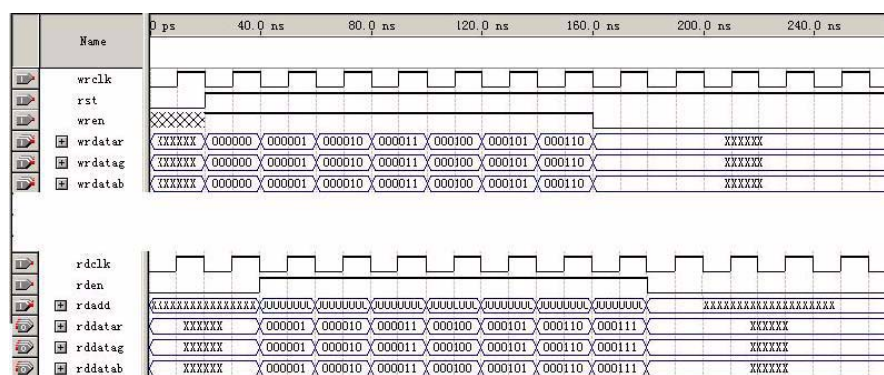 Name 0 ps 40.0 ns 80.0 ns 120.0 ns 160.0 ns 200.0 ns 240.0 ns
wrclk
rst
wren
wrdatar XXXXXX 000000 000001 000010 000011 000100 000101 000110 XXXXXX
wrdatag XXXXXX 000000 000001 000010 000011 000100 000101 000110 XXXXXX
wrdatab XXXXXX 000000 000001 000010 000011 000100 000101 000110 XXXXXX
rdclk
rden
rdadd
rddatar XXXXXX 000001 000010 000011 000100 000101 000110 000111 XXXXXX
rddatag XXXXXX 000001 000010 000011 000100 000101 000110 000111 XXXXXX
rddatab XXXXXX 000001 000010 000011 000100 000101 000110 000111 XXXXXX